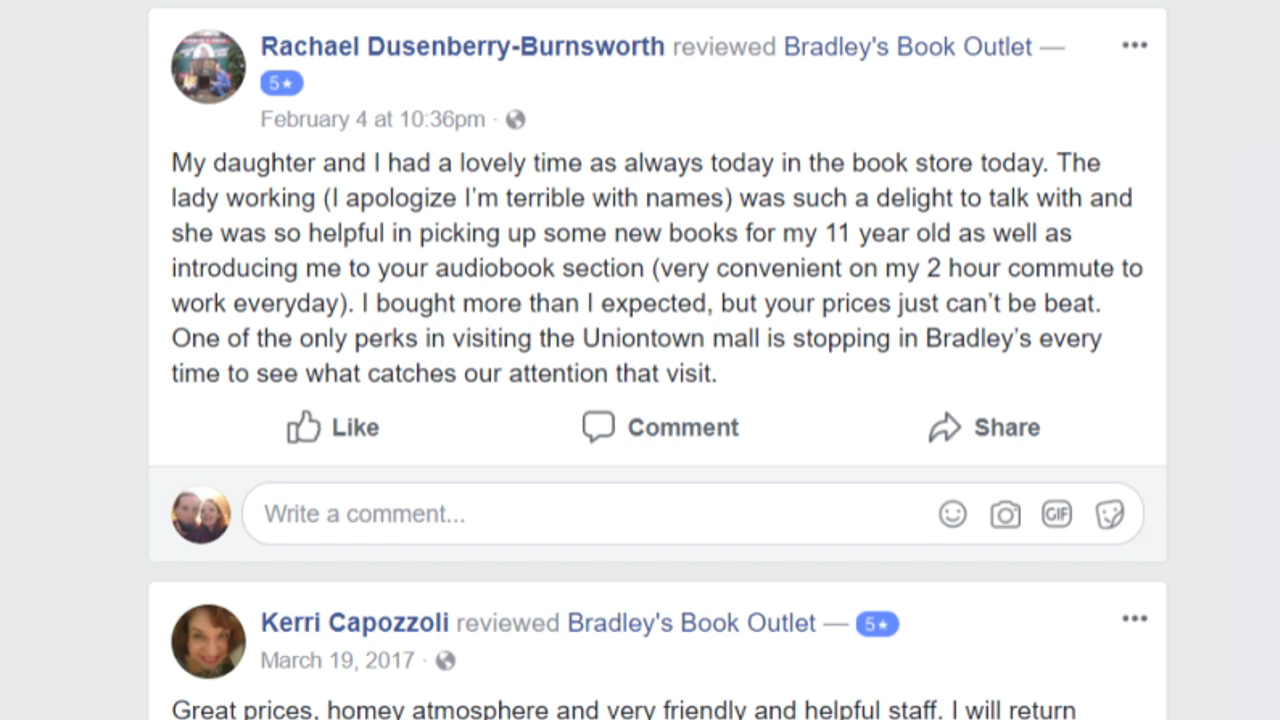 Rachael Dusenberry-Burnsworth reviewed Bradley's Book Outlet —
5★
February 4 at 10:36pm ·
My daughter and I had a lovely time as always today in the book store today. The
lady working (I apologize I’m terrible with names) was such a delight to talk with and
she was so helpful in picking up some new books for my 11 year old as well as
introducing me to your audiobook section (very convenient on my 2 hour commute to
work everyday). I bought more than I expected, but your prices just can’t be beat.
One of the only perks in visiting the Uniontown mall is stopping in Bradley’s every
time to see what catches our attention that visit.
Like Comment Share
Write a comment... GIF
Kerri Capozzoli reviewed Bradley's Book Outlet — 5★
March 19, 2017 ·
Great prices, homey atmosphere and very friendly and helpful staff. I will return